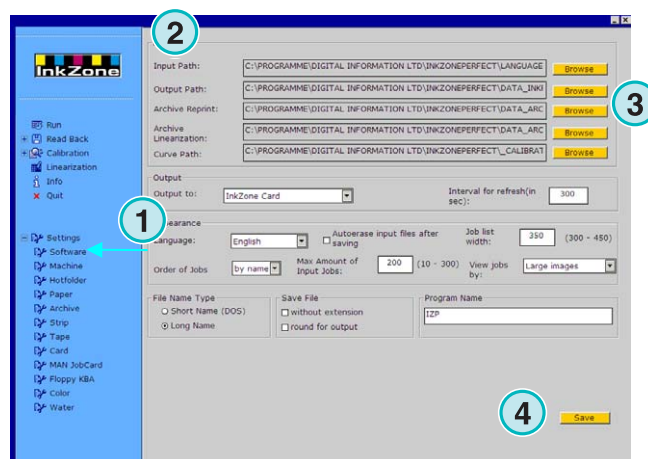 InkZone
Run
Read Back
Calibration
Linearization
Info
Quit
Settings
Software
Machine
Hotfolder
Paper
Archive
Strip
Tape
Card
MAN JobCard
Floppy KBA
Color
Water
1
2
Input Path: C:\PROGRAMME\DIGITAL INFORMATION LTD\INKZONEPERFECT\LANGUAGE Browse
Output Path: C:\PROGRAMME\DIGITAL INFORMATION LTD\INKZONEPERFECT\DATA_INKI Browse
Archive Reprint: C:\PROGRAMME\DIGITAL INFORMATION LTD\INKZONEPERFECT\DATA_ARC Browse
3
Archive
Linearization: C:\PROGRAMME\DIGITAL INFORMATION LTD\INKZONEPERFECT\DATA_ARC Browse
Curve Path: C:\PROGRAMME\DIGITAL INFORMATION LTD\INKZONEPERFECT\_CALIBRAT Browse
Output
Output to: InkZone Card
Interval for refresh(in
sec): 300
earance
anguage: English
Autoerase input files after
saving
Job list
width: 350 (300 - 450)
Order of Jobs by name
Max Amount of
Input Jobs: 200 (10 - 300)
View jobs
by: Large images
File Name Type
Short Name (DOS)
Long Name
Save File
without extension
round for output
Program Name
IZP
4
Save